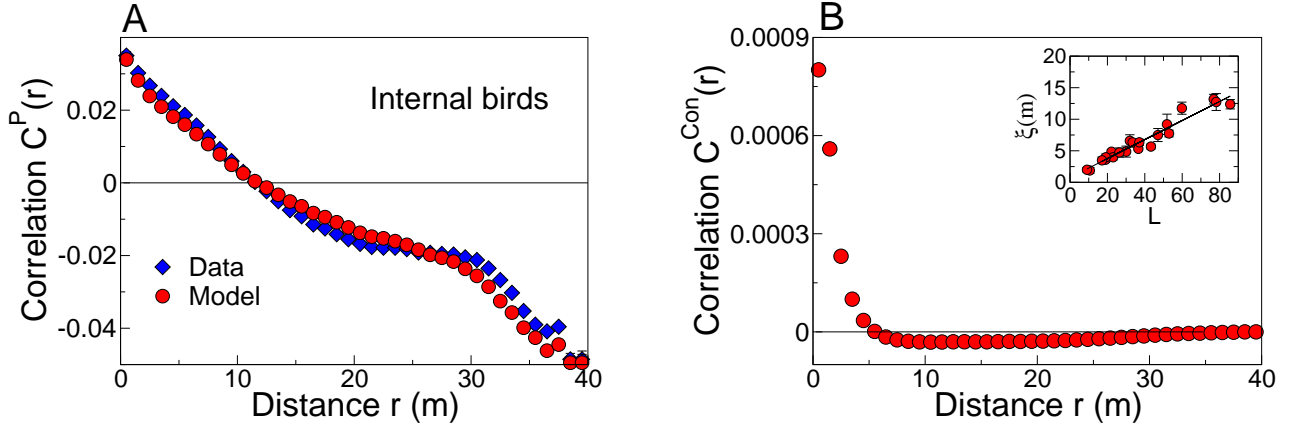 A
Correlation C^P(r)
0.02
0
-0.02
-0.04
Internal birds
Data
Model
0 10 20 30 40
Distance r (m)
B
Correlation C^Con(r)
0.0009
0.0006
0.0003
0
0 10 20 30 40
Distance r (m)
ξ(m)
20
15
10
5
0
0 20 40 60 80
L